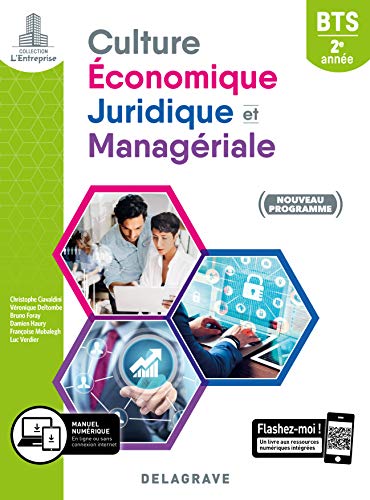 COLLECTION
L'Entreprise
BTS
2e
année
Culture
Économique
Juridique et
Managériale
NOUVEAU
PROGRAMME
Christophe Ciavaldini
Véronique Deltombe
Bruno Foray
Damien Haury
Françoise Mobalegh
Luc Verdier
MANUEL
NUMÉRIQUE
En ligne ou sans
connexion internet
Flashez-moi !
Un livre aux ressources
numériques intégrées
DELAGRAVE